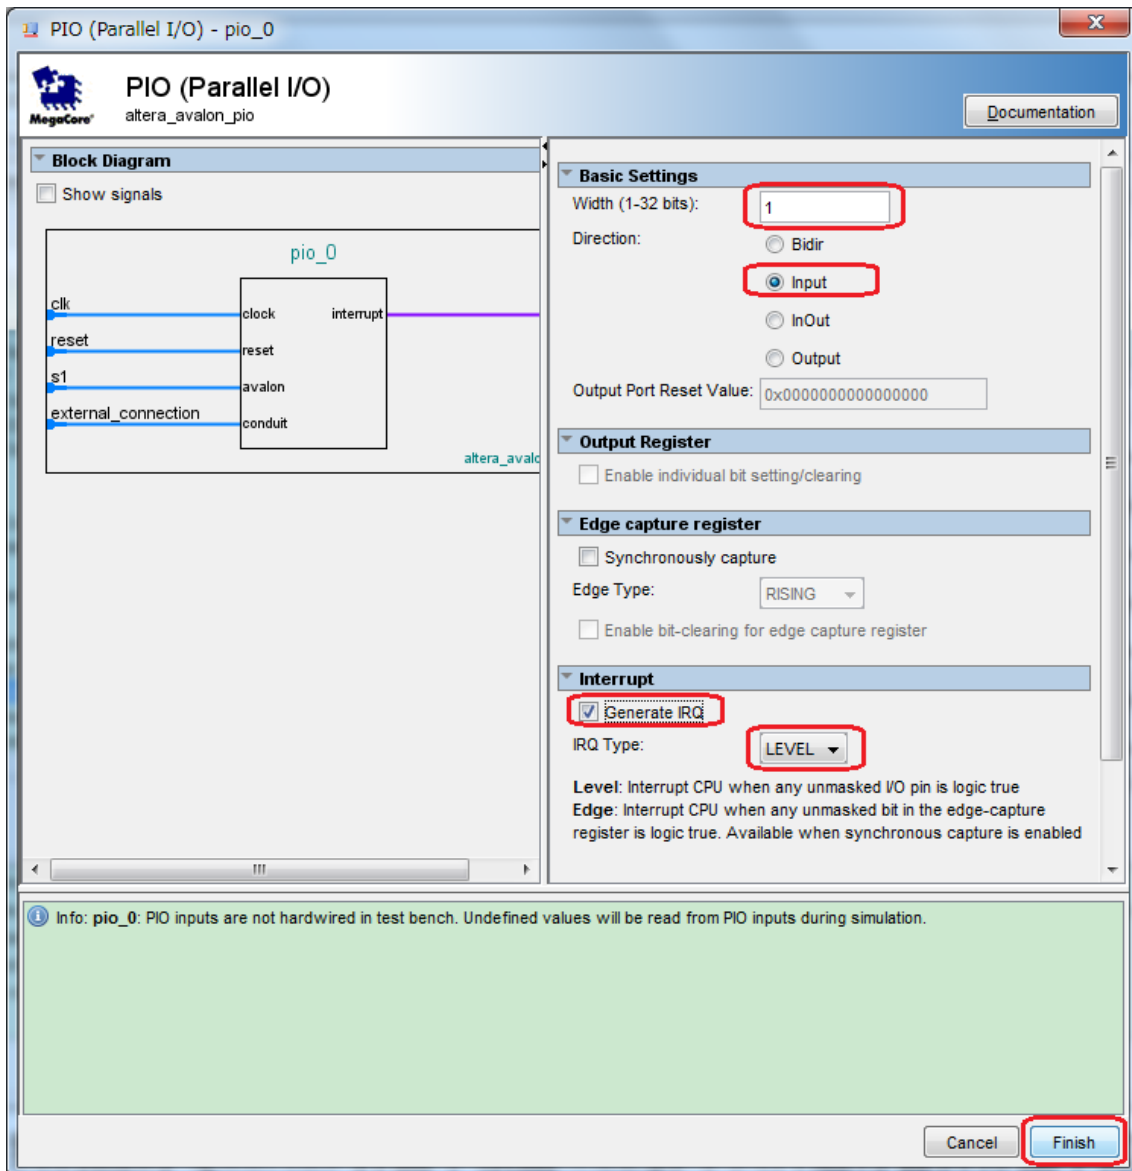 PIO (Parallel I/O) - pio_0
PIO (Parallel I/O)
altera_avalon_pio
MegaCore®
Documentation
Block Diagram
Show signals
pio_0
clk
clock
interrupt
reset
reset
s1
avalon
external_connection
conduit
altera_avalo
Basic Settings
Width (1-32 bits):
1
Direction:
Bidir
Input
InOut
Output
Output Port Reset Value:
0x0000000000000000
Output Register
Enable individual bit setting/clearing
Edge capture register
Synchronously capture
Edge Type:
RISING
Enable bit-clearing for edge capture register
Interrupt
Generate IRQ
IRQ Type:
LEVEL
Level: Interrupt CPU when any unmasked I/O pin is logic true
Edge: Interrupt CPU when any unmasked bit in the edge-capture
register is logic true. Available when synchronous capture is enabled
Info: pio_0: PIO inputs are not hardwired in test bench. Undefined values will be read from PIO inputs during simulation.
Cancel
Finish